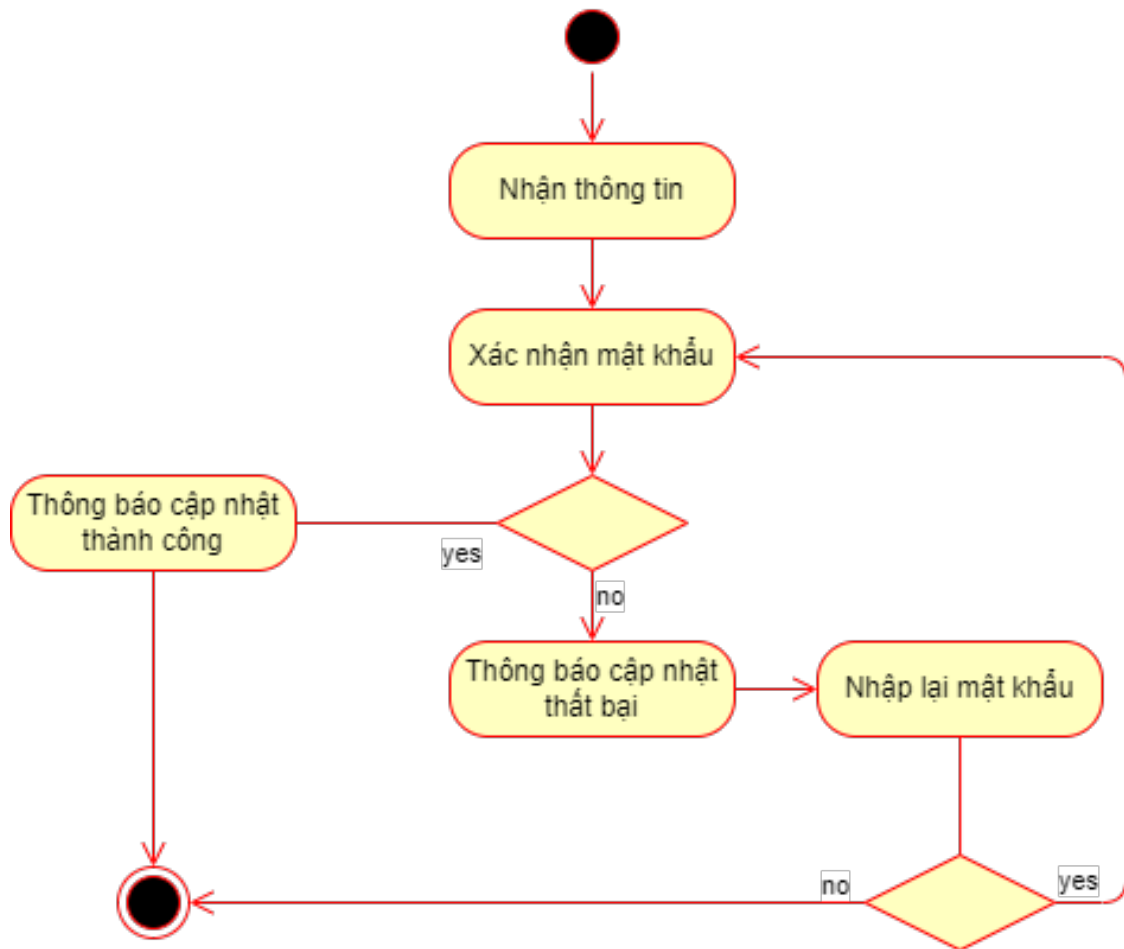 Nhận thông tin
Xác nhận mật khẩu
Thông báo cập nhật
thành công
yes
no
Thông báo cập nhật
thất bại
Nhập lại mật khẩu
no
yes